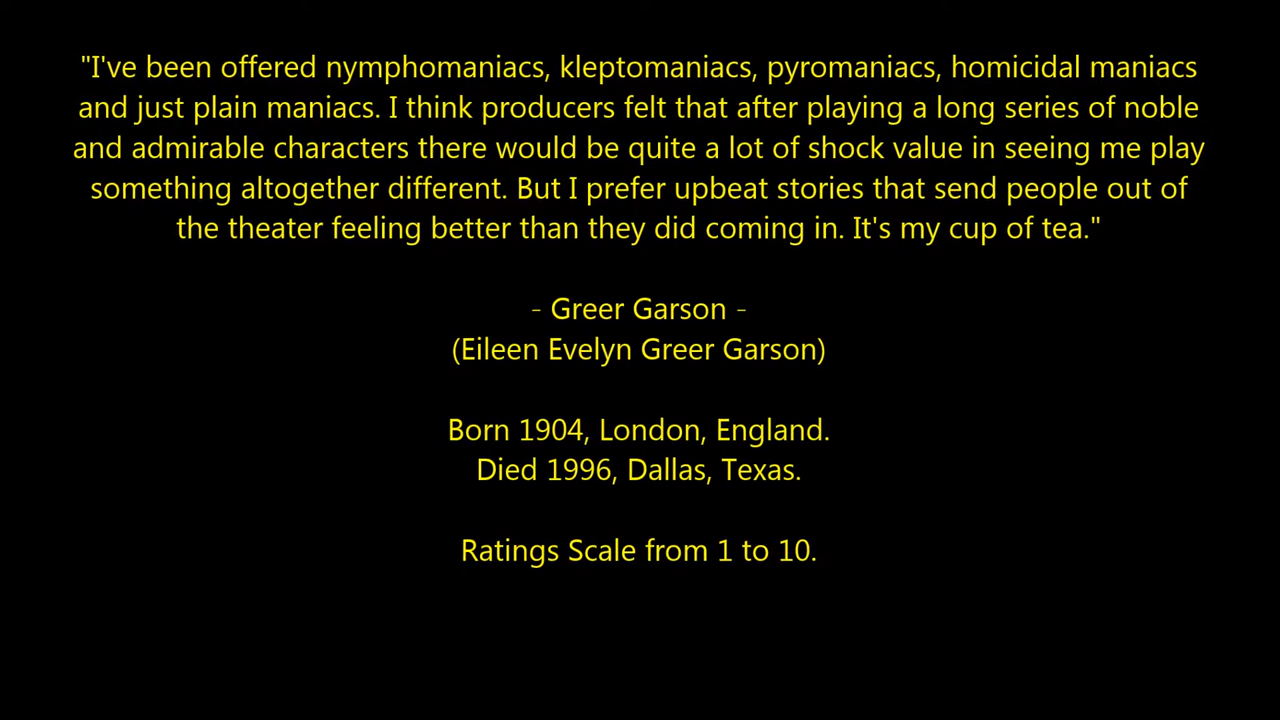 "I've been offered nymphomaniacs, kleptomaniacs, pyromaniacs, homicidal maniacs
and just plain maniacs. I think producers felt that after playing a long series of noble
and admirable characters there would be quite a lot of shock value in seeing me play
something altogether different. But I prefer upbeat stories that send people out of
the theater feeling better than they did coming in. It's my cup of tea."
- Greer Garson -
(Eileen Evelyn Greer Garson)
Born 1904, London, England.
Died 1996, Dallas, Texas.
Ratings Scale from 1 to 10.